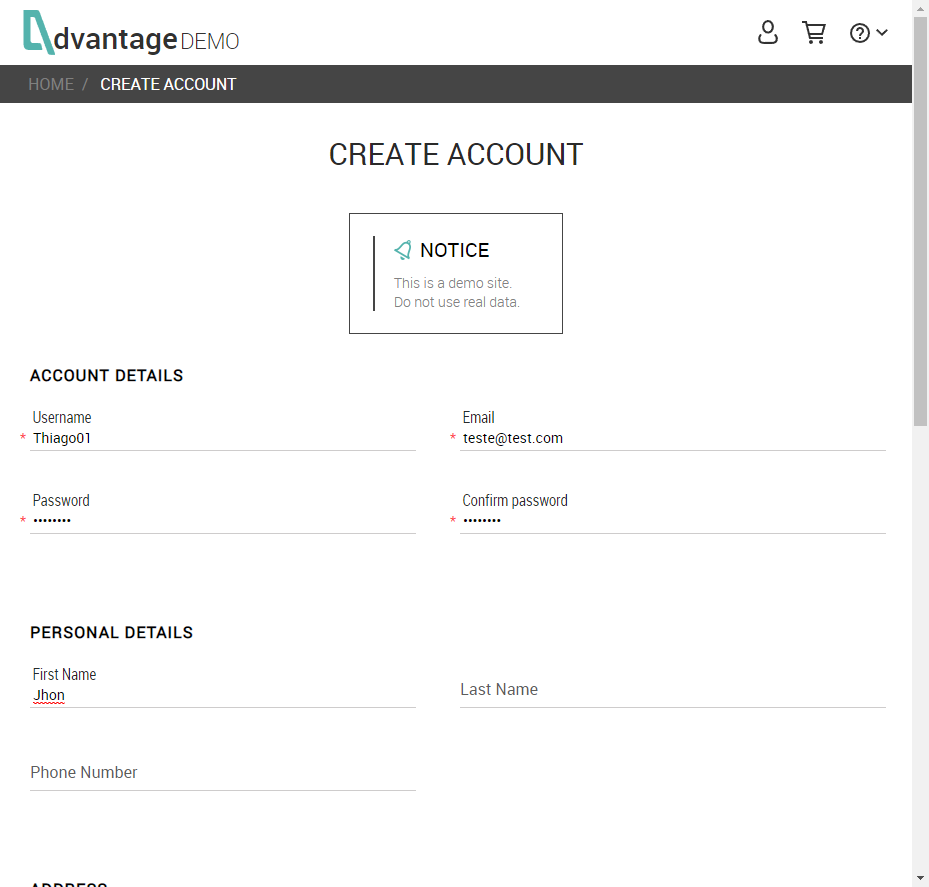 dvantage DEMO
HOME / CREATE ACCOUNT
CREATE ACCOUNT
NOTICE
This is a demo site.
Do not use real data.
ACCOUNT DETAILS
Username Email
* Thiago01 * teste@test.com
Password Confirm password
* •••••••• * ••••••••
PERSONAL DETAILS
First Name
Jhon Last Name
Phone Number
ADDRESS